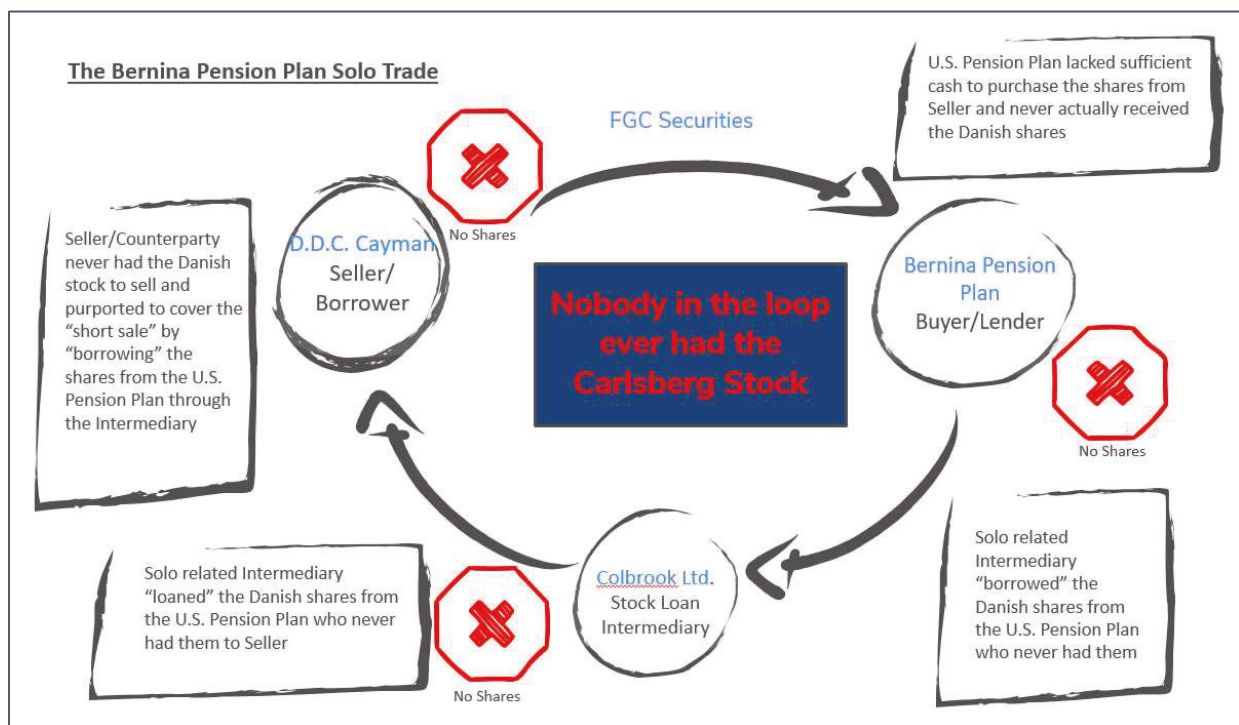 The Bernina Pension Plan Solo Trade
U.S. Pension Plan lacked sufficient
cash to purchase the shares from
Seller and never actually received
the Danish shares
FGC Securities
No Shares
D.D.C. Cayman
Seller/
Borrower
Seller/Counterparty
never had the Danish
stock to sell and
purported to cover the
“short sale” by
“borrowing” the
shares from the U.S.
Pension Plan through
the Intermediary
Nobody in the loop
ever had the
Carlsberg Stock
Bernina Pension
Plan
Buyer/Lender
No Shares
Solo related Intermediary
“loaned” the Danish shares from
the U.S. Pension Plan who never
had them to Seller
No Shares
Colbrook Ltd.
Stock Loan
Intermediary
Solo related
Intermediary
“borrowed” the
Danish shares from
the U.S. Pension Plan
who never had them